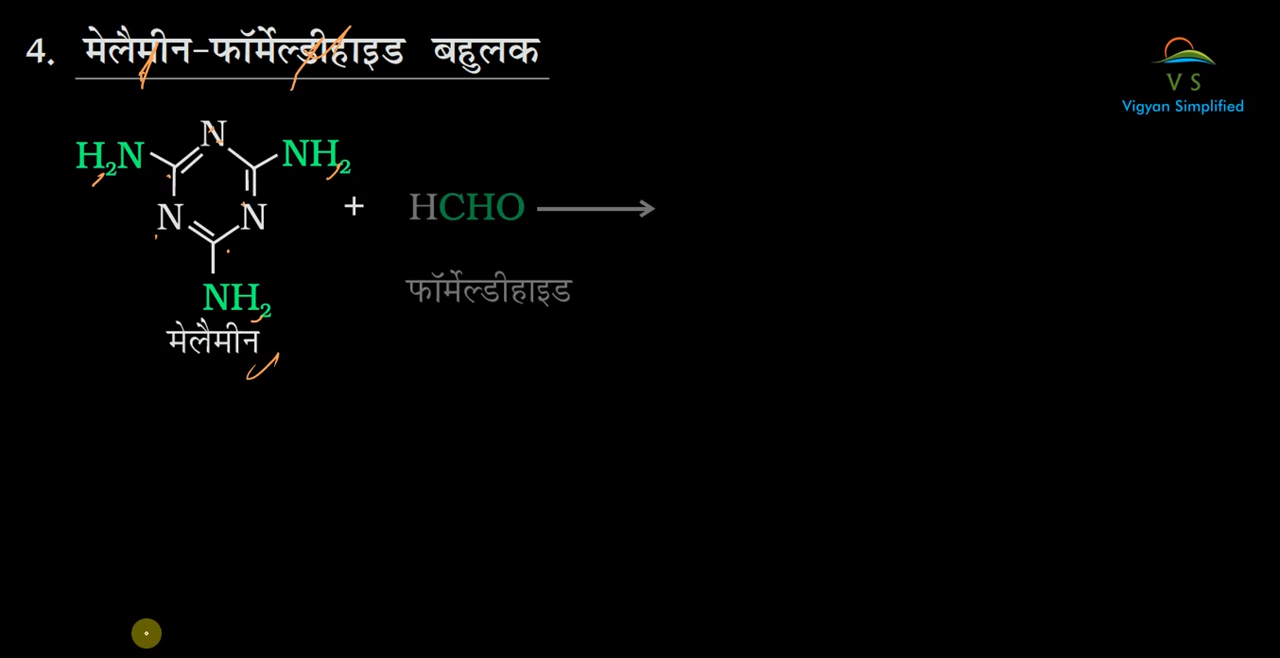 4. मेलैमीन-फॉर्मेल्डीहाइड बहुलक
V S
Vigyan Simplified
N
H₂N NH₂
N N
+ HCHO
NH₂
फॉर्मेल्डीहाइड
मेलैमीन